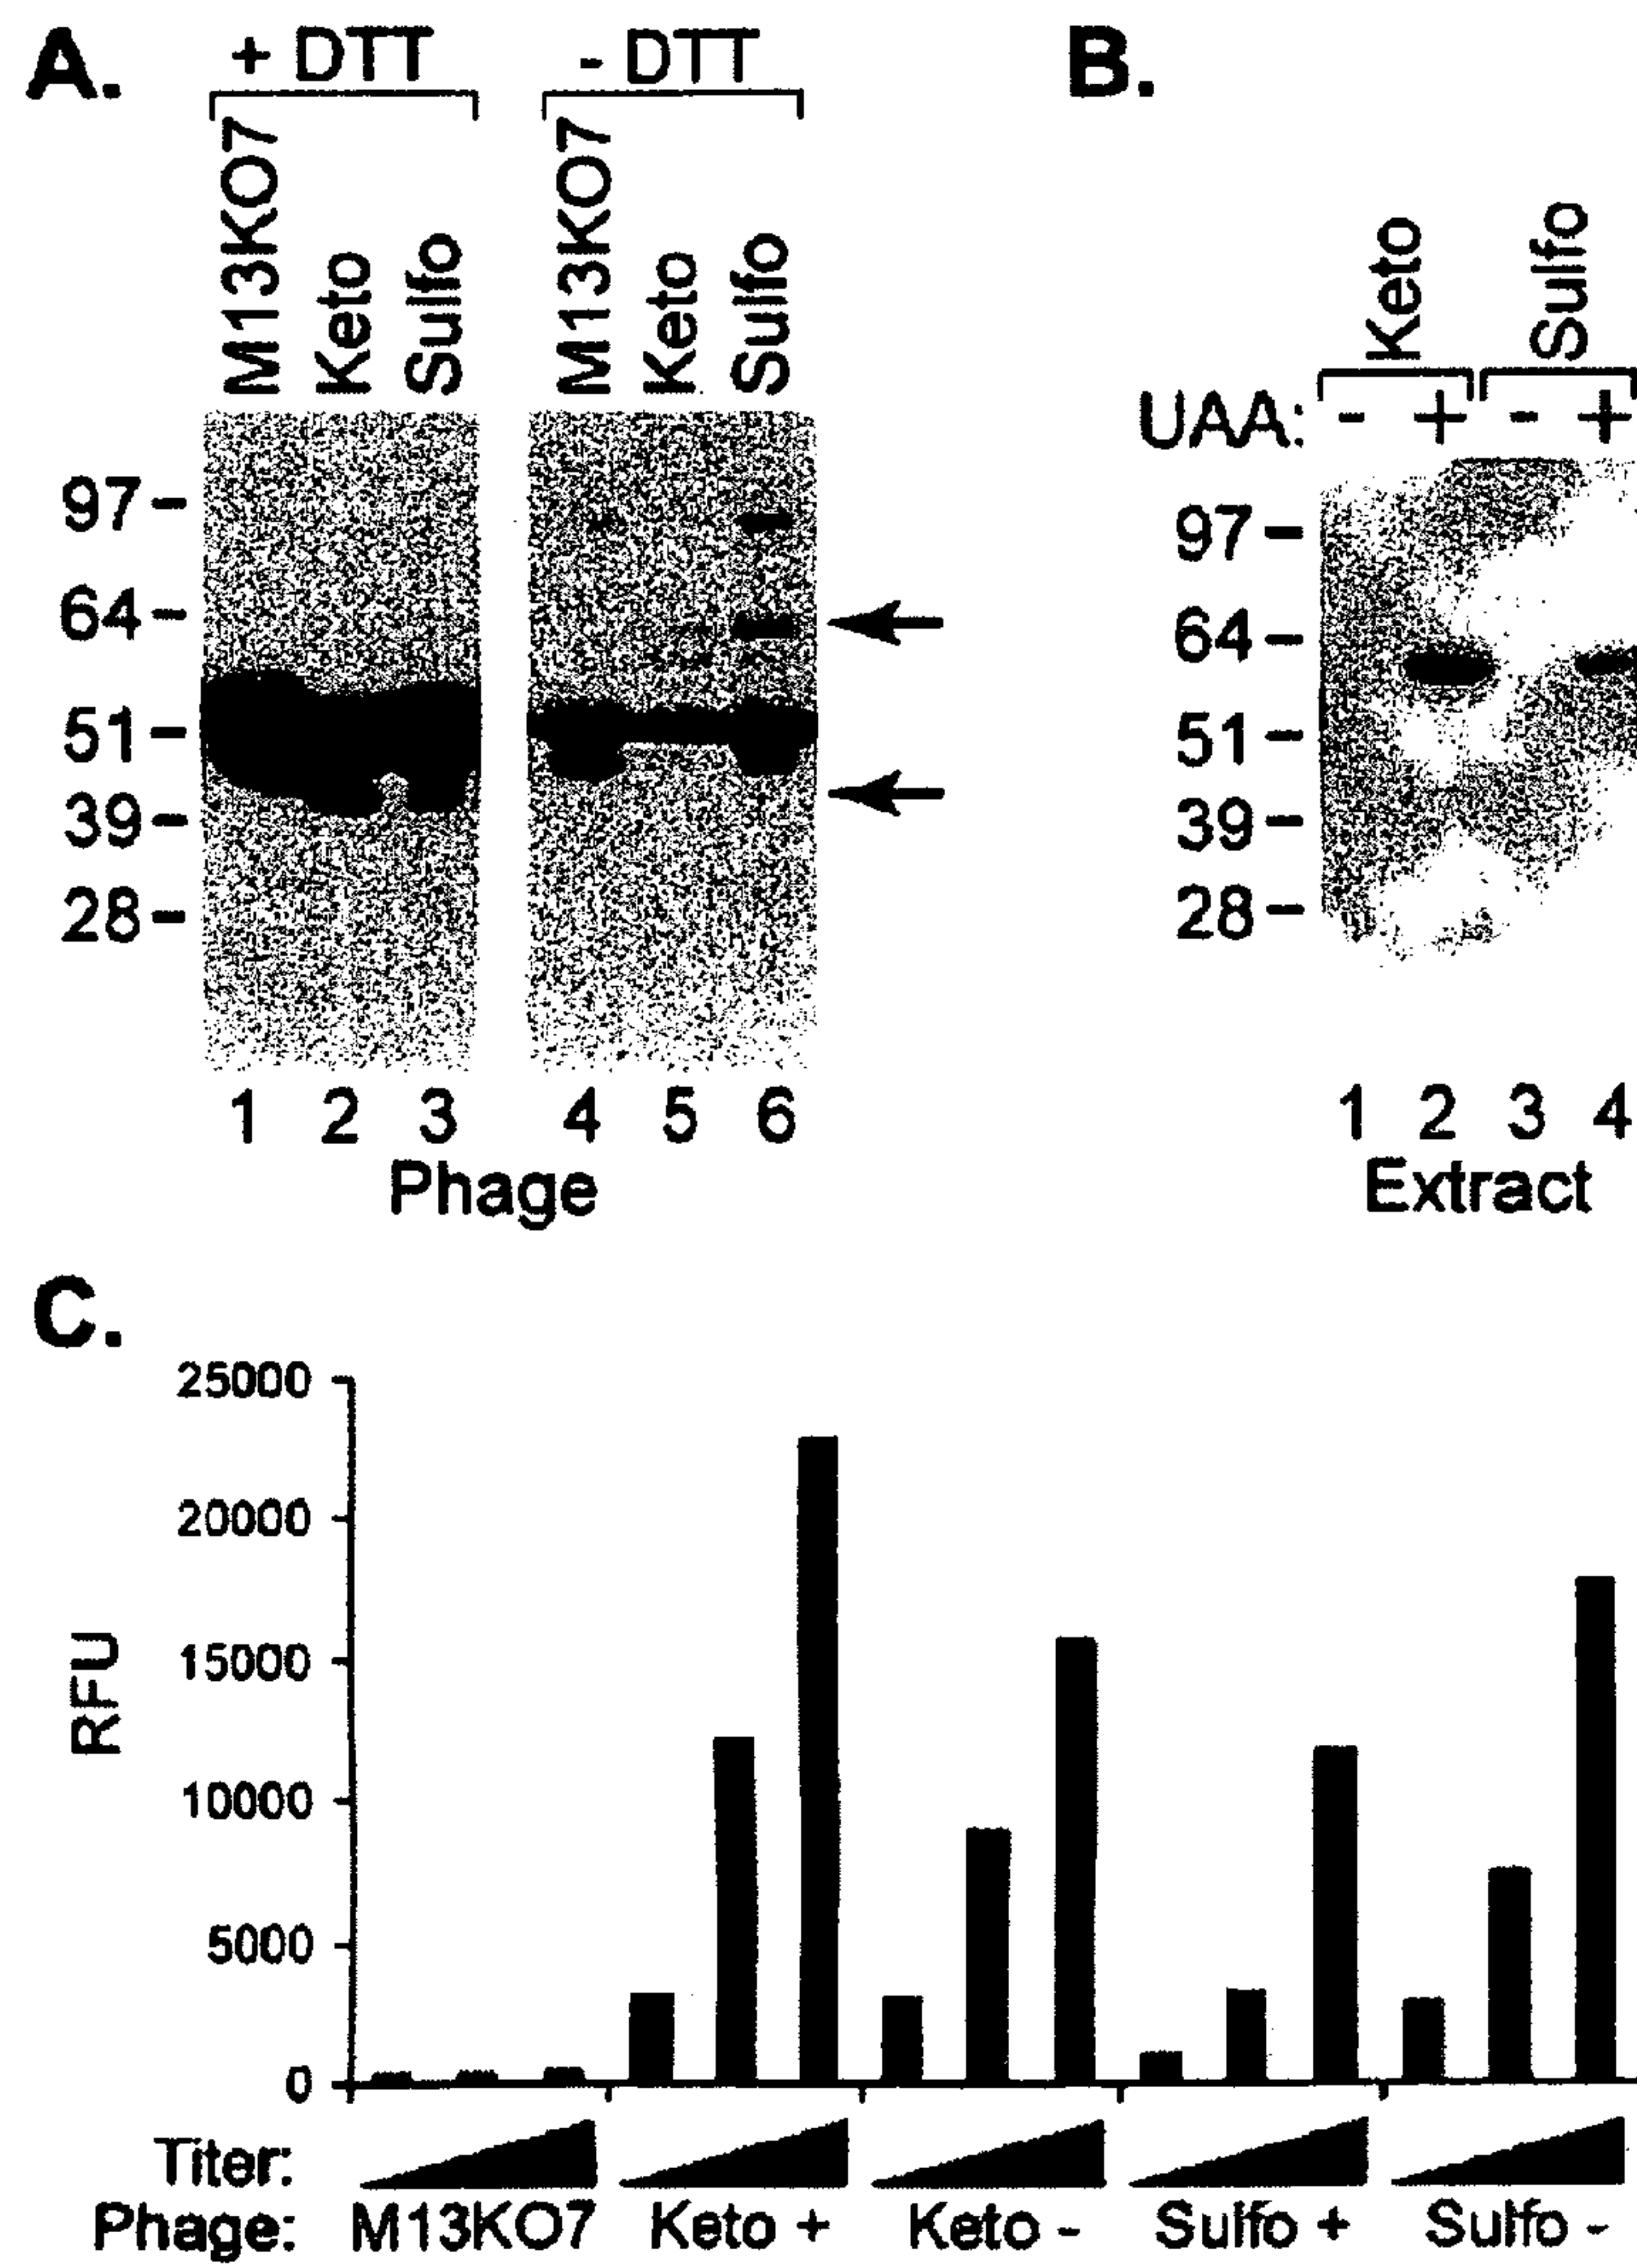 A.
+ DTT - DTT
M13KO7 Keto Sulfo M13KO7 Keto Sulfo
97
64
51
39
28
1 2 3 4 5 6
Phage
B.
Keto Sulfo
UAA: - + - +
97
64
51
39
28
1 2 3 4
Extract
C.
RFU
25000
20000
15000
10000
5000
0
Titer:
Phage: M13KO7 Keto + Keto - Sulfo + Sulfo -